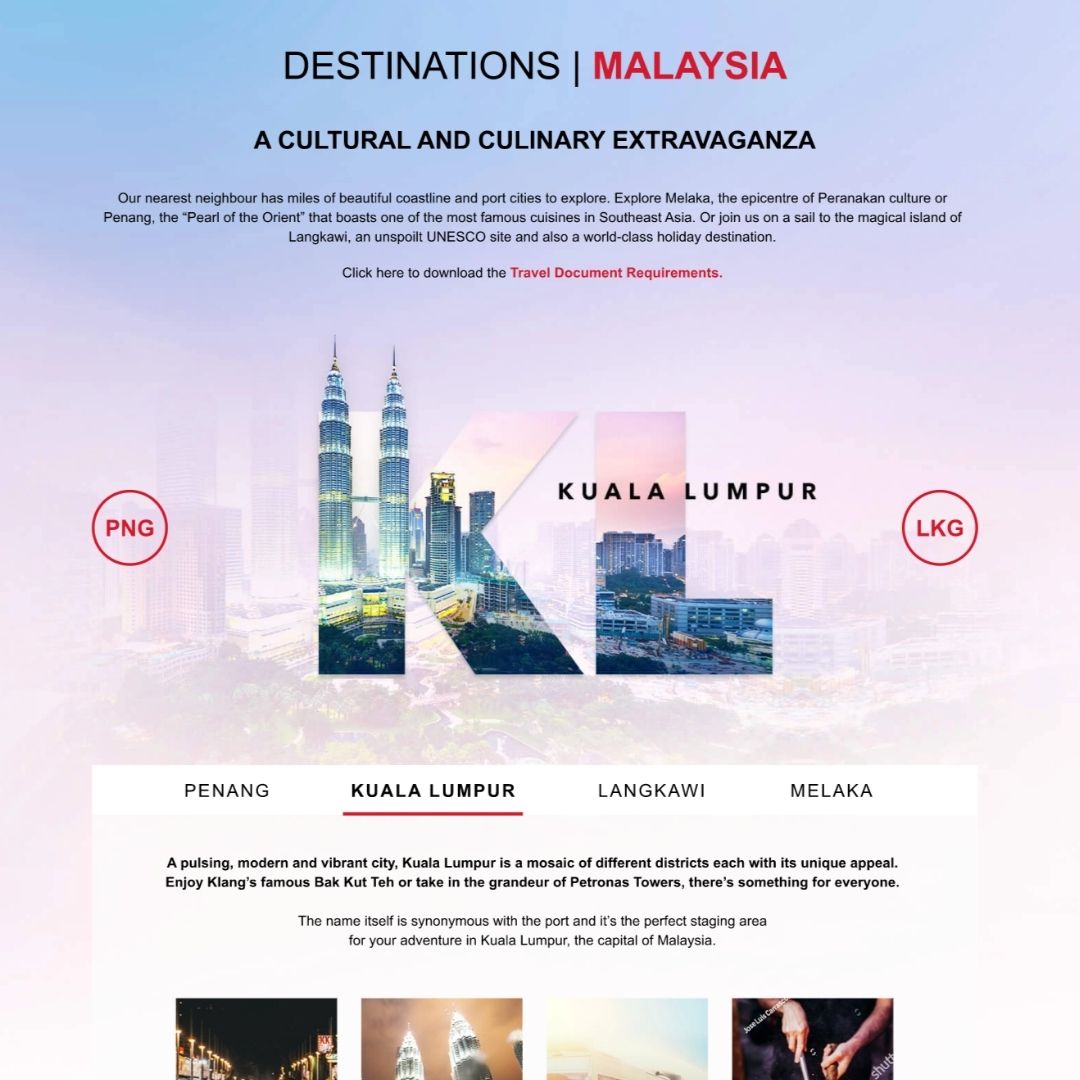 DESTINATIONS | MALAYSIA
A CULTURAL AND CULINARY EXTRAVAGANZA
Our nearest neighbour has miles of beautiful coastline and port cities to explore. Explore Melaka, the epicentre of Peranakan culture or
Penang, the “Pearl of the Orient” that boasts one of the most famous cuisines in Southeast Asia. Or join us on a sail to the magical island of
Langkawi, an unspoilt UNESCO site and also a world-class holiday destination.
Click here to download the Travel Document Requirements.
KL
KUALA LUMPUR
PNG
LKG
PENANG
KUALA LUMPUR
LANGKAWI
MELAKA
A pulsing, modern and vibrant city, Kuala Lumpur is a mosaic of different districts each with its unique appeal.
Enjoy Klang’s famous Bak Kut Teh or take in the grandeur of Petronas Towers, there’s something for everyone.
The name itself is synonymous with the port and it’s the perfect staging area
for your adventure in Kuala Lumpur, the capital of Malaysia.
Jose Luis Carrasco
shutt